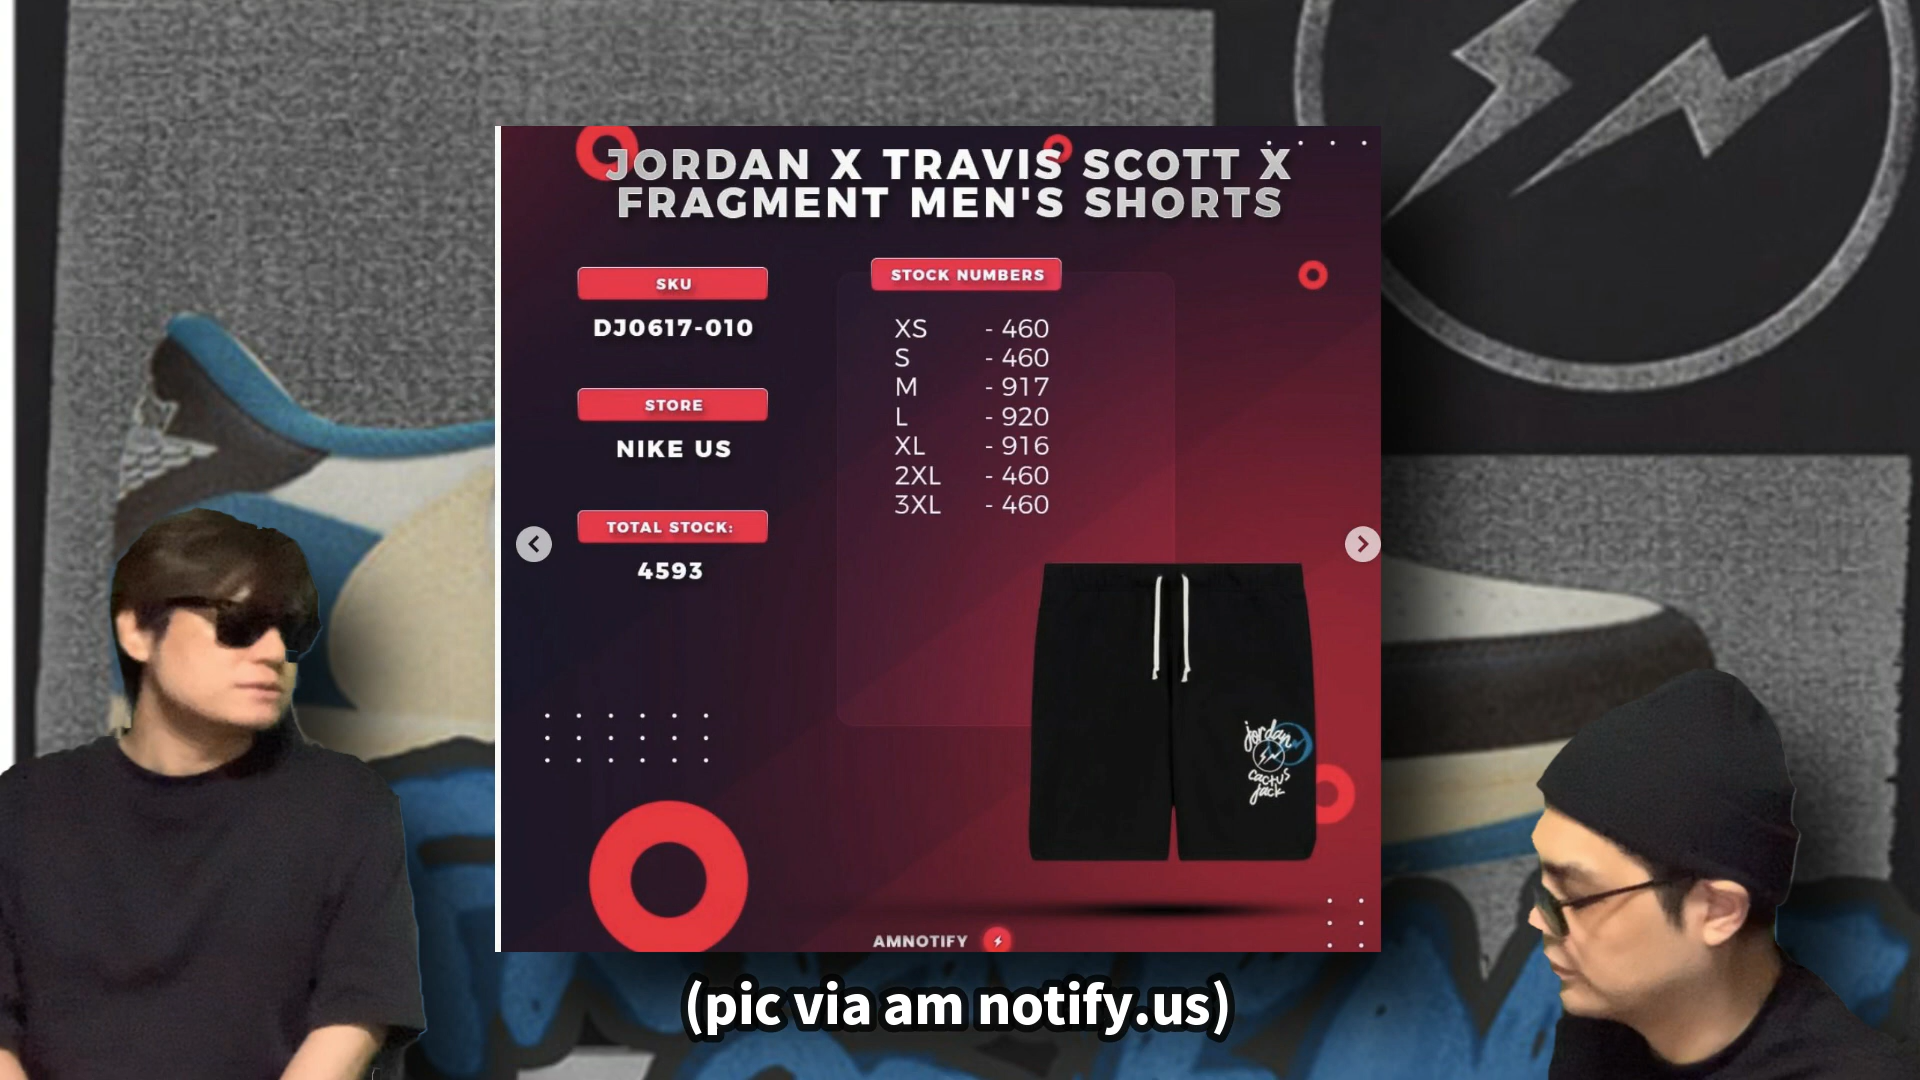 JORDAN X TRAVIS SCOTT X
FRAGMENT MEN'S SHORTS
SKU
DJ0617-010
STORE
NIKE US
TOTAL STOCK:
4593
STOCK NUMBERS
XS - 460
S - 460
M - 917
L - 920
XL - 916
2XL - 460
3XL - 460
jordan
cactus
jack
AMNOTIFY
(pic via am notify.us)